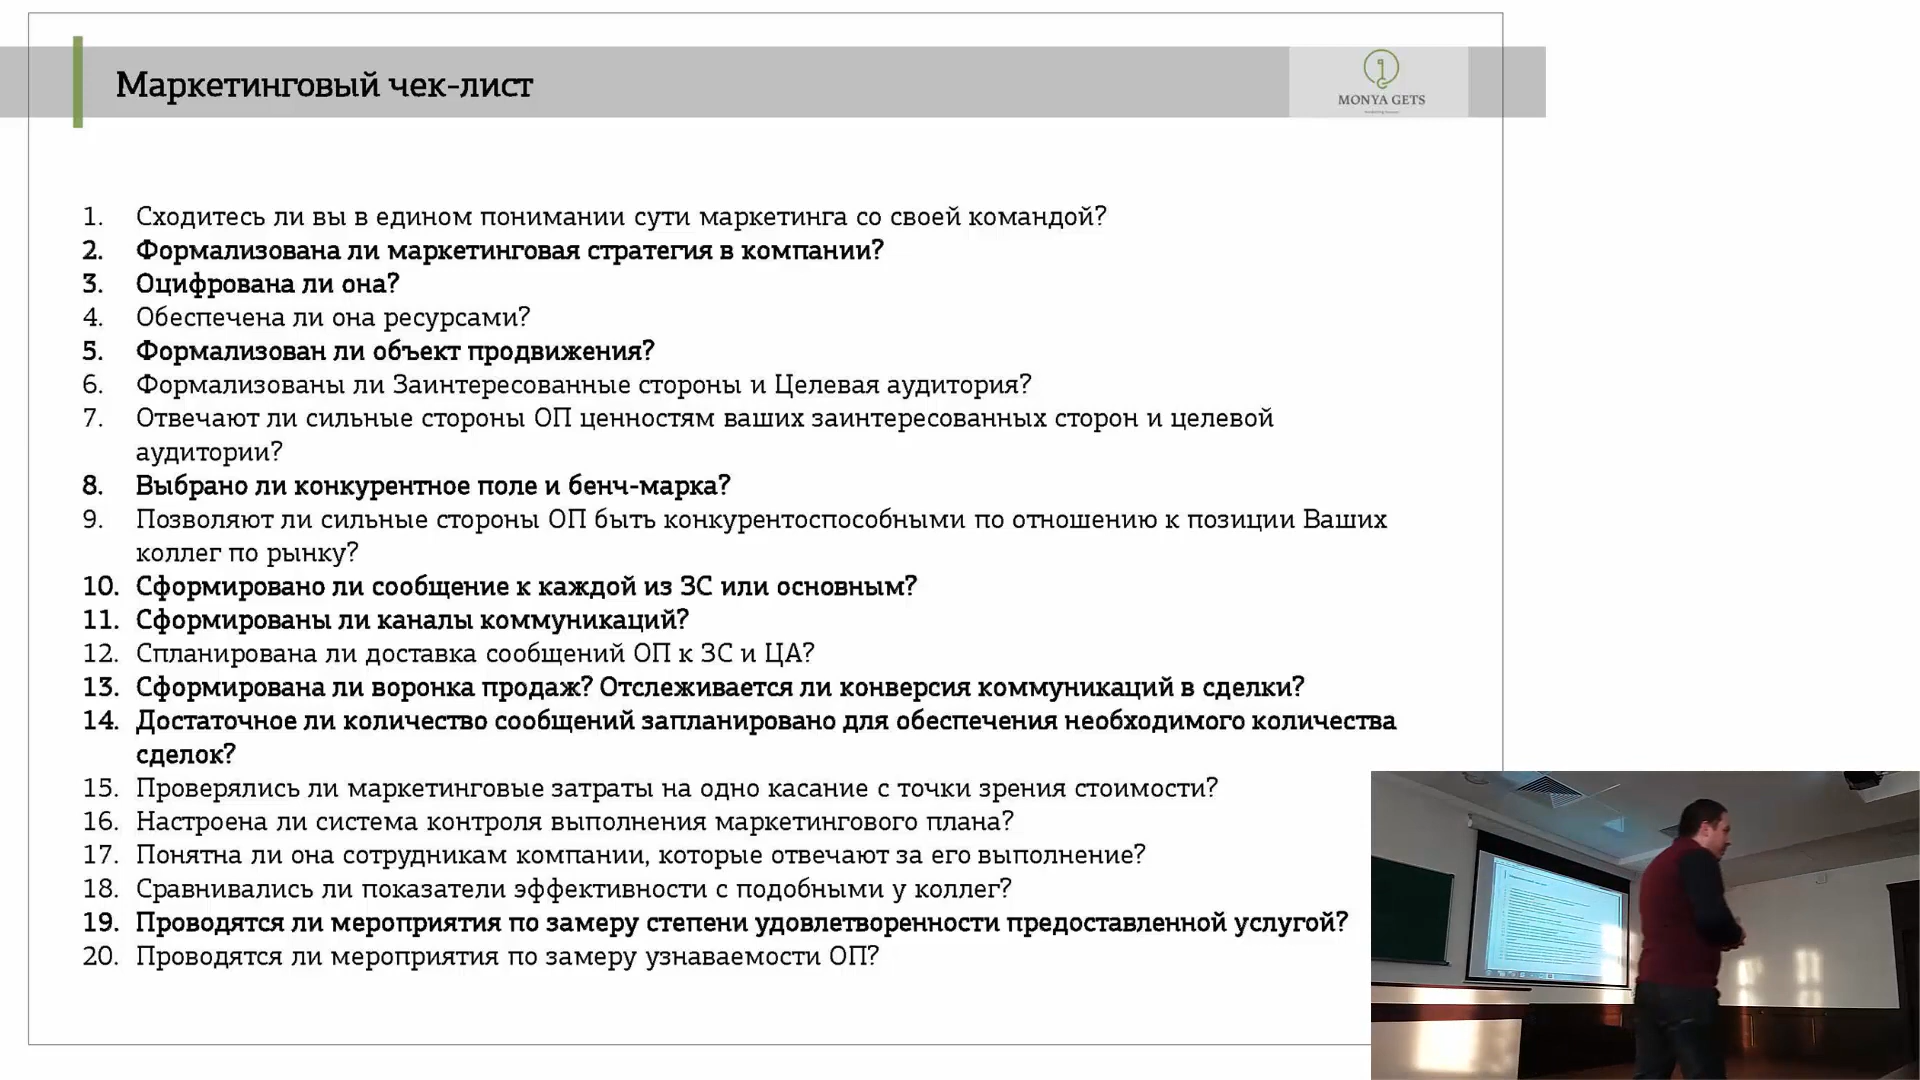 Маркетинговый чек-лист
MONYA GETS
1. Сходитесь ли вы в едином понимании сути маркетинга со своей командой?
2. Формализована ли маркетинговая стратегия в компании?
3. Оцифрована ли она?
4. Обеспечена ли она ресурсами?
5. Формализован ли объект продвижения?
6. Формализованы ли Заинтересованные стороны и Целевая аудитория?
7. Отвечают ли сильные стороны ОП ценностям ваших заинтересованных сторон и целевой
аудитории?
8. Выбрано ли конкурентное поле и бенч-марка?
9. Позволяют ли сильные стороны ОП быть конкурентоспособными по отношению к позиции Ваших
коллег по рынку?
10. Сформировано ли сообщение к каждой из ЗС или основным?
11. Сформированы ли каналы коммуникаций?
12. Спланирована ли доставка сообщений ОП к ЗС и ЦА?
13. Сформирована ли воронка продаж? Отслеживается ли конверсия коммуникаций в сделки?
14. Достаточное ли количество сообщений запланировано для обеспечения необходимого количества
сделок?
15. Проверялись ли маркетинговые затраты на одно касание с точки зрения стоимости?
16. Настроена ли система контроля выполнения маркетингового плана?
17. Понятна ли она сотрудникам компании, которые отвечают за его выполнение?
18. Сравнивались ли показатели эффективности с подобными у коллег?
19. Проводятся ли мероприятия по замеру степени удовлетворенности предоставленной услугой?
20. Проводятся ли мероприятия по замеру узнаваемости ОП?